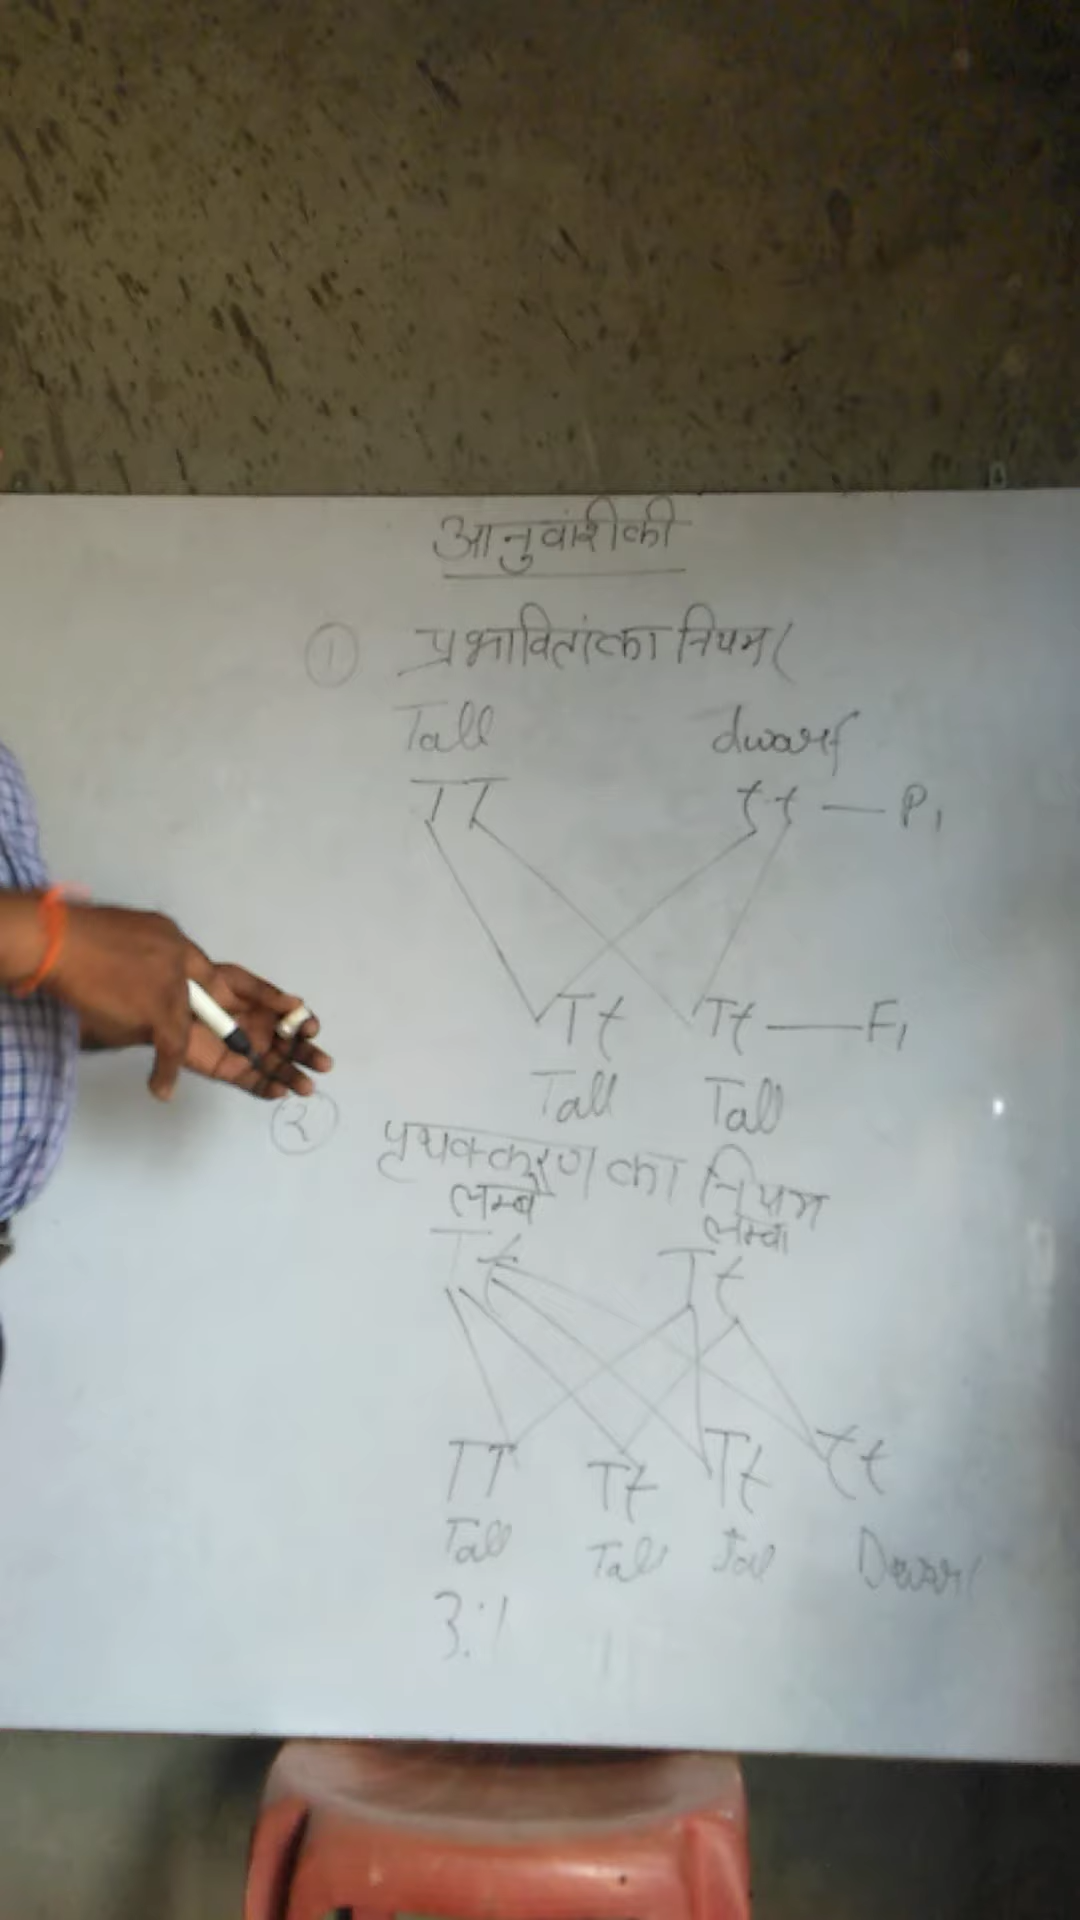 आनुवांशीकी
① प्रभाविता का नियम
Tall dwarf
TT tt — P1
Tt Tt — F1
Tall Tall
② पृथक्करण का नियम
लम्बे लम्बा
Tt Tt
TT Tt Tt tt
Tall Tall Tall Dwarf
3:1